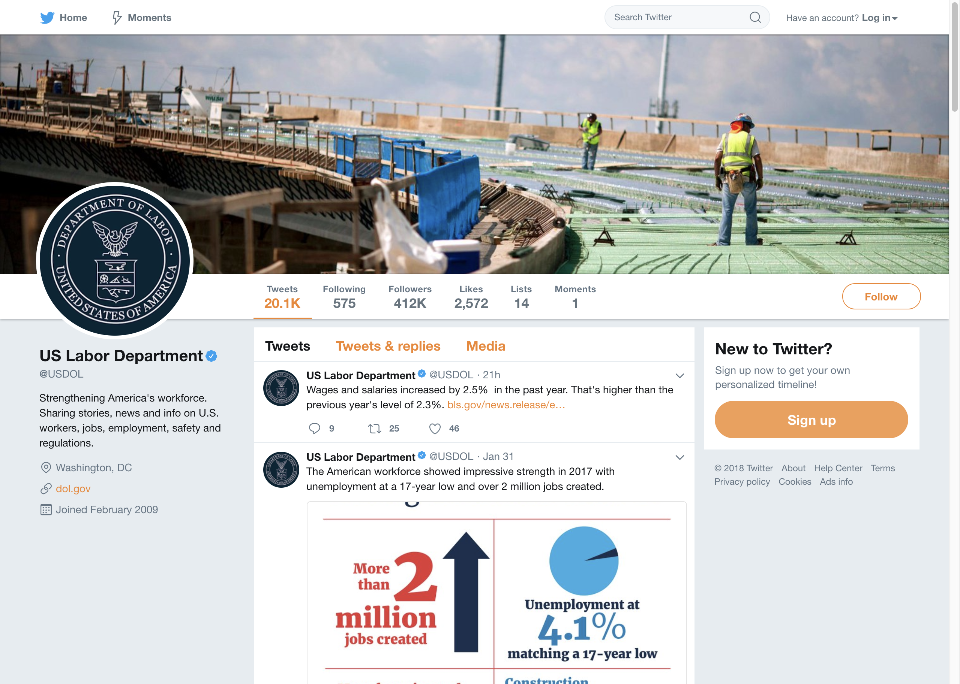 Home
Moments
Search Twitter
Have an account? Log in
DEPARTMENT OF LABOR
UNITED STATES OF AMERICA
Tweets
20.1K
Following
575
Followers
412K
Likes
2,572
Lists
14
Moments
1
Follow
US Labor Department
@USDOL
Strengthening America's workforce.
Sharing stories, news and info on U.S.
workers, jobs, employment, safety and
regulations.
Washington, DC
dol.gov
Joined February 2009
Tweets
Tweets & replies
Media
US Labor Department @USDOL · 21h
Wages and salaries increased by 2.5% in the past year. That's higher than the
previous year's level of 2.3%. bls.gov/news.release/e…
9
25
46
US Labor Department @USDOL · Jan 31
The American workforce showed impressive strength in 2017 with
unemployment at a 17-year low and over 2 million jobs created.
More
than
2
million
jobs created
Unemployment at
4.1%
matching a 17-year low
Construction
New to Twitter?
Sign up now to get your own
personalized timeline!
Sign up
© 2018 Twitter About Help Center Terms
Privacy policy Cookies Ads info